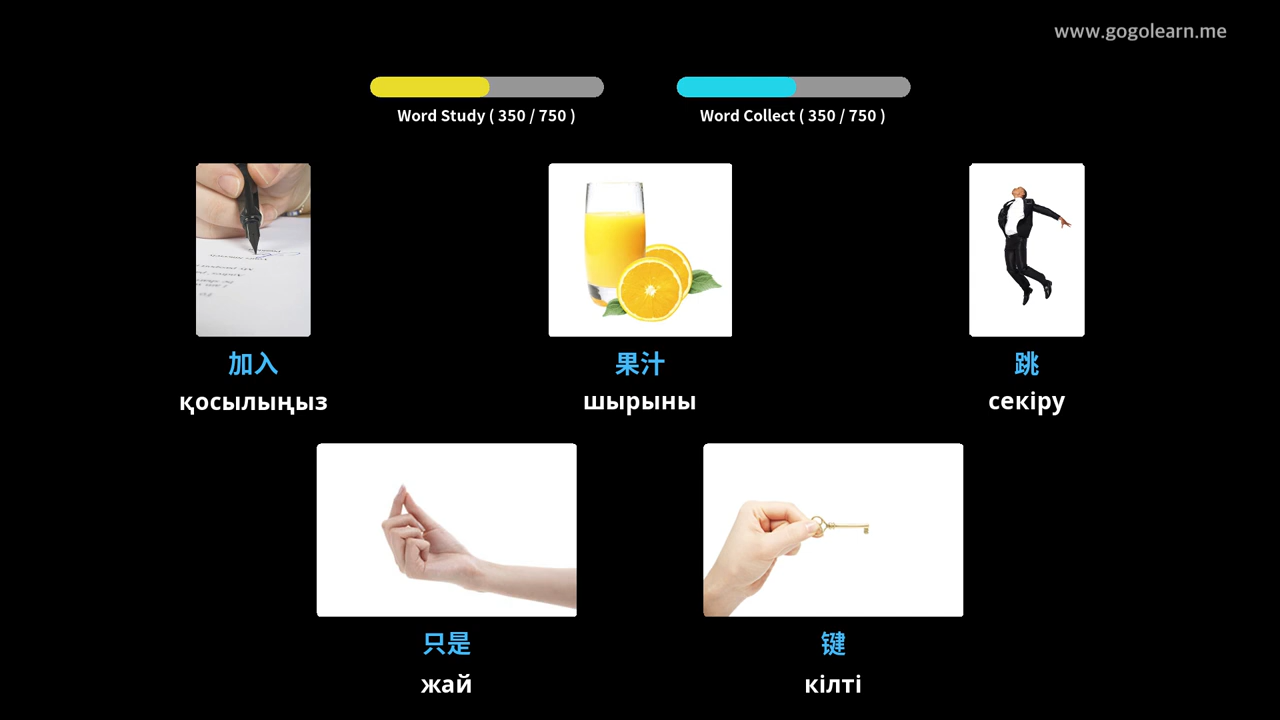 www.gogolearn.me
Word Study ( 350 / 750 )
Word Collect ( 350 / 750 )
加入
қосылыңыз
果汁
шырыны
跳
секіру
只是
жай
键
кілті